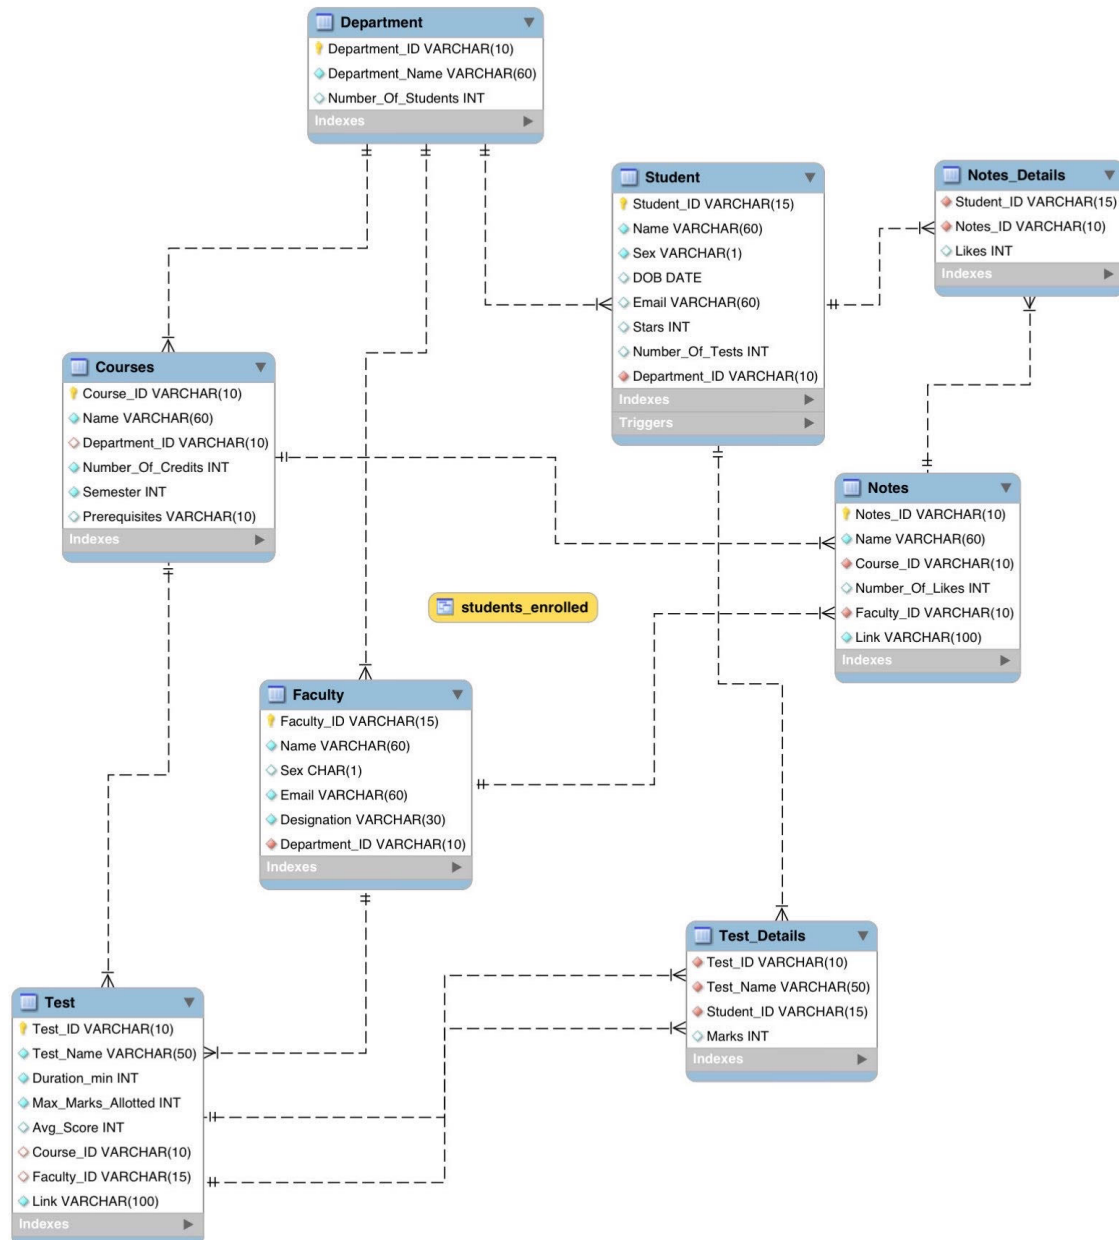 Department
Department_ID VARCHAR(10)
Department_Name VARCHAR(60)
Number_Of_Students INT
Indexes
Student
Student_ID VARCHAR(15)
Name VARCHAR(60)
Sex VARCHAR(1)
DOB DATE
Email VARCHAR(60)
Stars INT
Number_Of_Tests INT
Department_ID VARCHAR(10)
Indexes
Triggers
Notes_Details
Student_ID VARCHAR(15)
Notes_ID VARCHAR(10)
Likes INT
Indexes
Courses
Course_ID VARCHAR(10)
Name VARCHAR(60)
Department_ID VARCHAR(10)
Number_Of_Credits INT
Semester INT
Prerequisites VARCHAR(10)
Indexes
Notes
Notes_ID VARCHAR(10)
Name VARCHAR(60)
Course_ID VARCHAR(10)
Number_Of_Likes INT
Faculty_ID VARCHAR(10)
Link VARCHAR(100)
Indexes
students_enrolled
Faculty
Faculty_ID VARCHAR(15)
Name VARCHAR(60)
Sex CHAR(1)
Email VARCHAR(60)
Designation VARCHAR(30)
Department_ID VARCHAR(10)
Indexes
Test_Details
Test_ID VARCHAR(10)
Test_Name VARCHAR(50)
Student_ID VARCHAR(15)
Marks INT
Indexes
Test
Test_ID VARCHAR(10)
Test_Name VARCHAR(50)
Duration_min INT
Max_Marks_Allotted INT
Avg_Score INT
Course_ID VARCHAR(10)
Faculty_ID VARCHAR(15)
Link VARCHAR(100)
Indexes